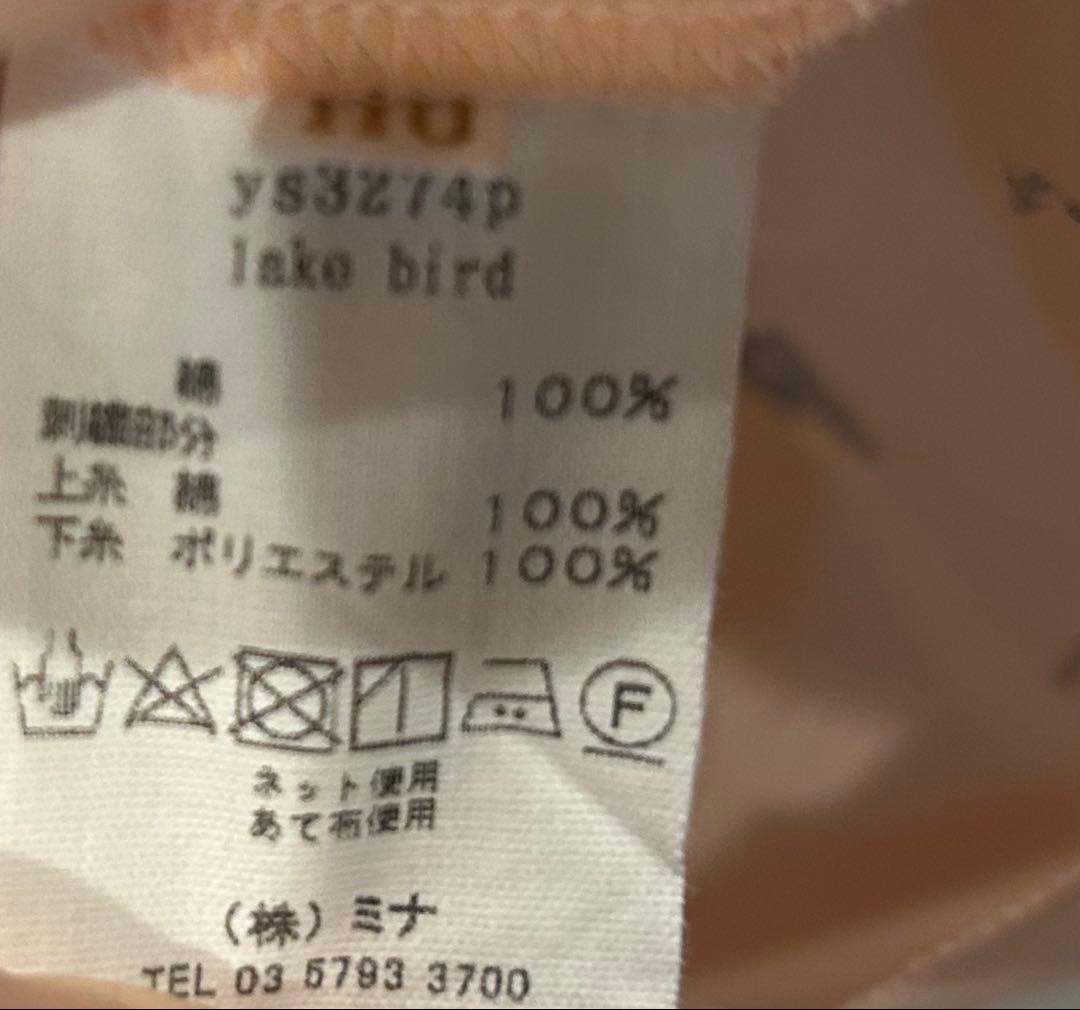 ys3274p
lake bird
綿 100%
刺繍部分
上糸 綿 100%
下糸 ポリエステル 100%
F
ネット使用
あて布使用
(株)ミナ
TEL 03 5793 3700